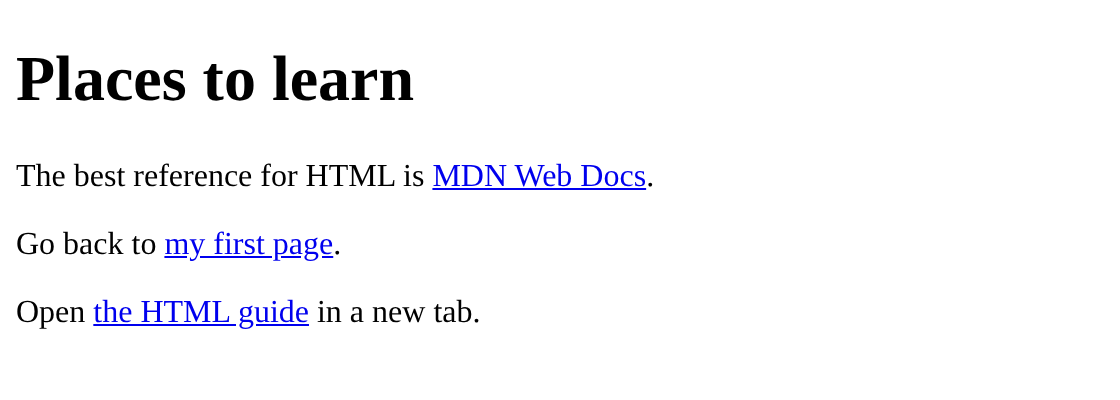 Places to learn
The best reference for HTML is MDN Web Docs.
Go back to my first page.
Open the HTML guide in a new tab.